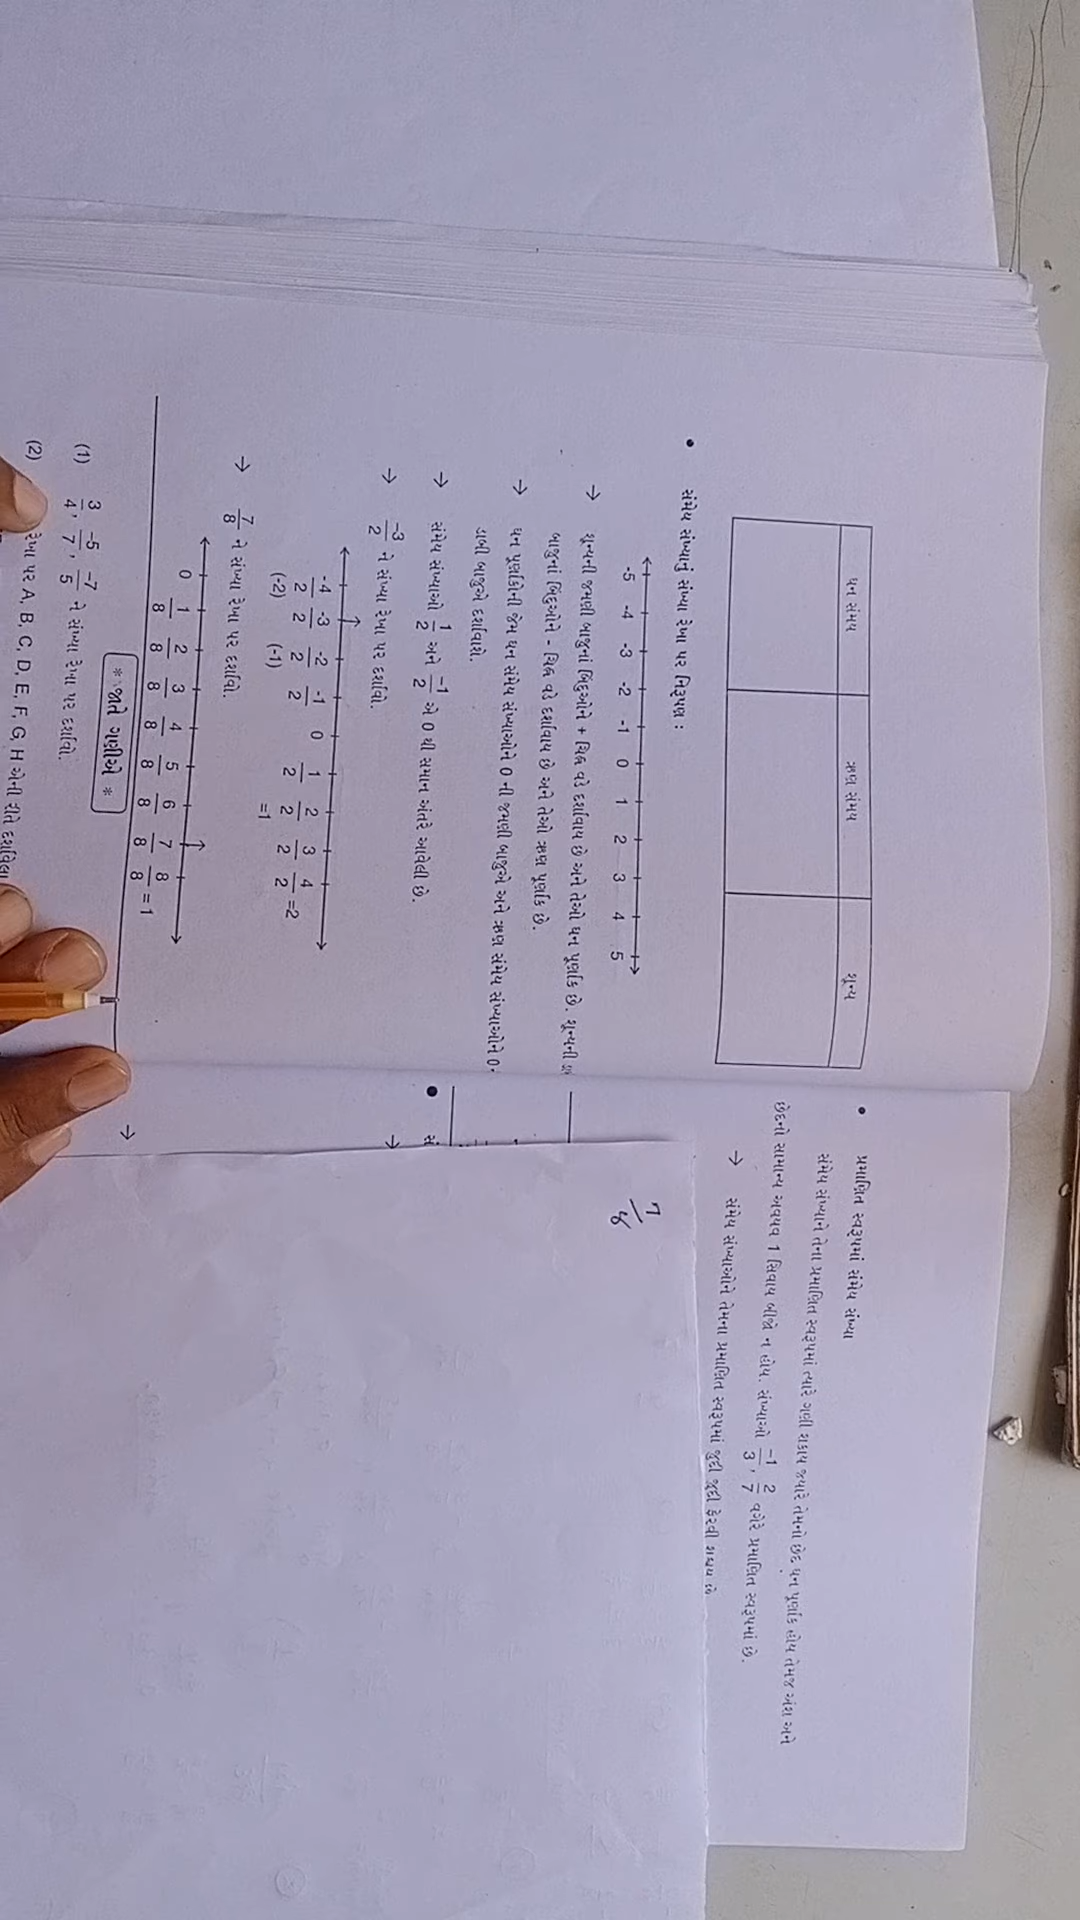 ધન સંમેય ઋણ સંમેય શૂન્ય
• સંમેય સંખ્યાનું સંખ્યા રેખા પર નિરૂપણ :
-5 -4 -3 -2 -1 0 1 2 3 4 5
→ શૂન્યની જમણી બાજુનાં બિંદુઓને + ચિહ્ન વડે દર્શાવાય છે અને તેઓ ધન પૂર્ણાંક છે. શૂન્યની
બાજુનાં બિંદુઓને - ચિહ્ન વડે દર્શાવાય છે અને તેઓ ઋણ પૂર્ણાંક છે.
→ ધન પૂર્ણાંકોની જેમ ધન સંમેય સંખ્યાઓને 0 ની જમણી બાજુએ અને ઋણ સંમેય સંખ્યાઓને 0
ડાબી બાજુએ દર્શાવાશે.
→ સંમેય સંખ્યાઓ 1/2 અને -1/2 એ 0 થી સમાન અંતરે આવેલી છે.
→ -3/2 ને સંખ્યા રેખા પર દર્શાવો.
-4/2 -3/2 -2/2 -1/2 0 1/2 2/2 3/2 4/2 =2
(-2) (-1) =1
→ 7/8 ને સંખ્યા રેખા પર દર્શાવો.
0 1/8 2/8 3/8 4/8 5/8 6/8 7/8 8/8 = 1
* જાતે ગણીએ *
(1) 3/4, -5/7, -7/5 ને સંખ્યા રેખા પર દર્શાવો.
(2) રેખા પર A, B, C, D, E, F, G, H એની રીતે દર્શાવેલા
• પ્રમાણિત સ્વરૂપમાં સંમેય સંખ્યા
સંમેય સંખ્યાને તેના પ્રમાણિત સ્વરૂપમાં ત્યારે ગણી શકાય જ્યારે તેમનો છેદ ધન પૂર્ણાંક હોય તેમજ અંશ અને
છેદનો સામાન્ય અવયવ 1 સિવાય બીજો ન હોય. સંખ્યાઓ -1/3, 2/7 વગેરે પ્રમાણિત સ્વરૂપમાં છે.
→ સંમેય સંખ્યાઓને તેમના પ્રમાણિત સ્વરૂપમાં જુદી જુદી ફેરવી શકાય છે
7/8